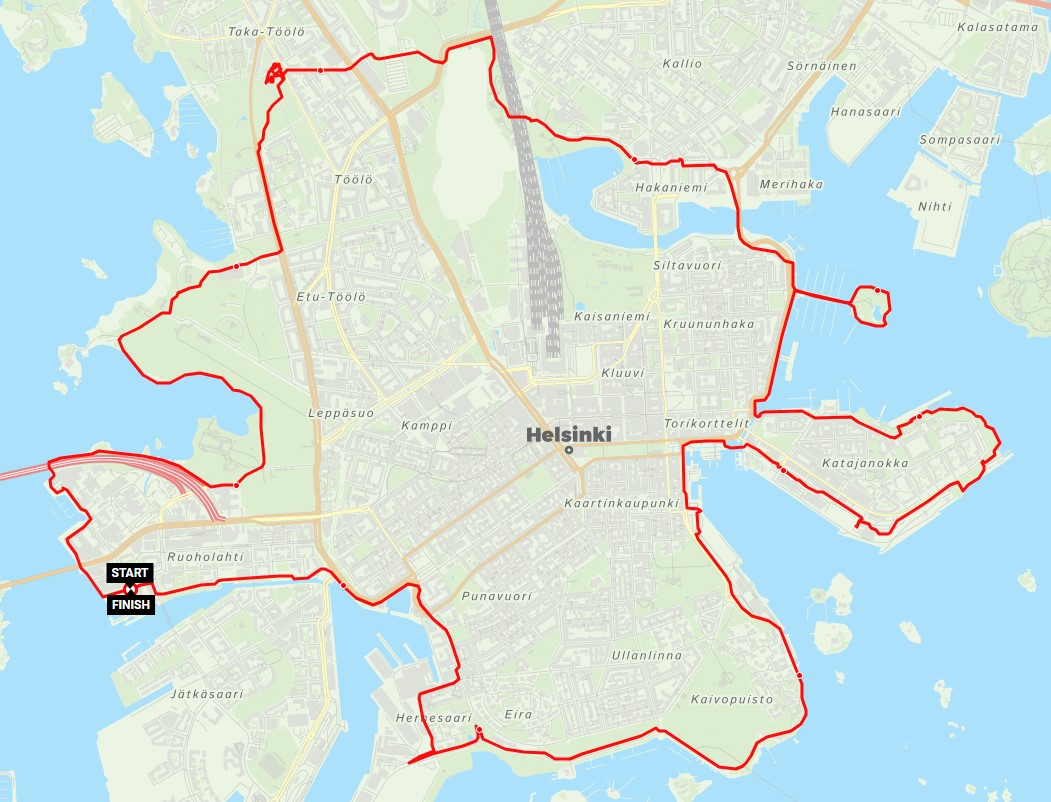 Taka-Töölö
Kalasatama
Kallio
Sörnäinen
Hanasaari
Sompasaari
Töölö
Hakaniemi
Merihaka
Nihti
Siltavuori
Etu-Töölö
Kaisaniemi
Kruununhaka
Kluuvi
Leppäsuo
Kamppi
Torikorttelit
Helsinki
Katajanokka
Kaartinkaupunki
Ruoholahti
START
FINISH
Punavuori
Ullanlinna
Jätkäsaari
Kaivopuisto
Hernesaari
Eira